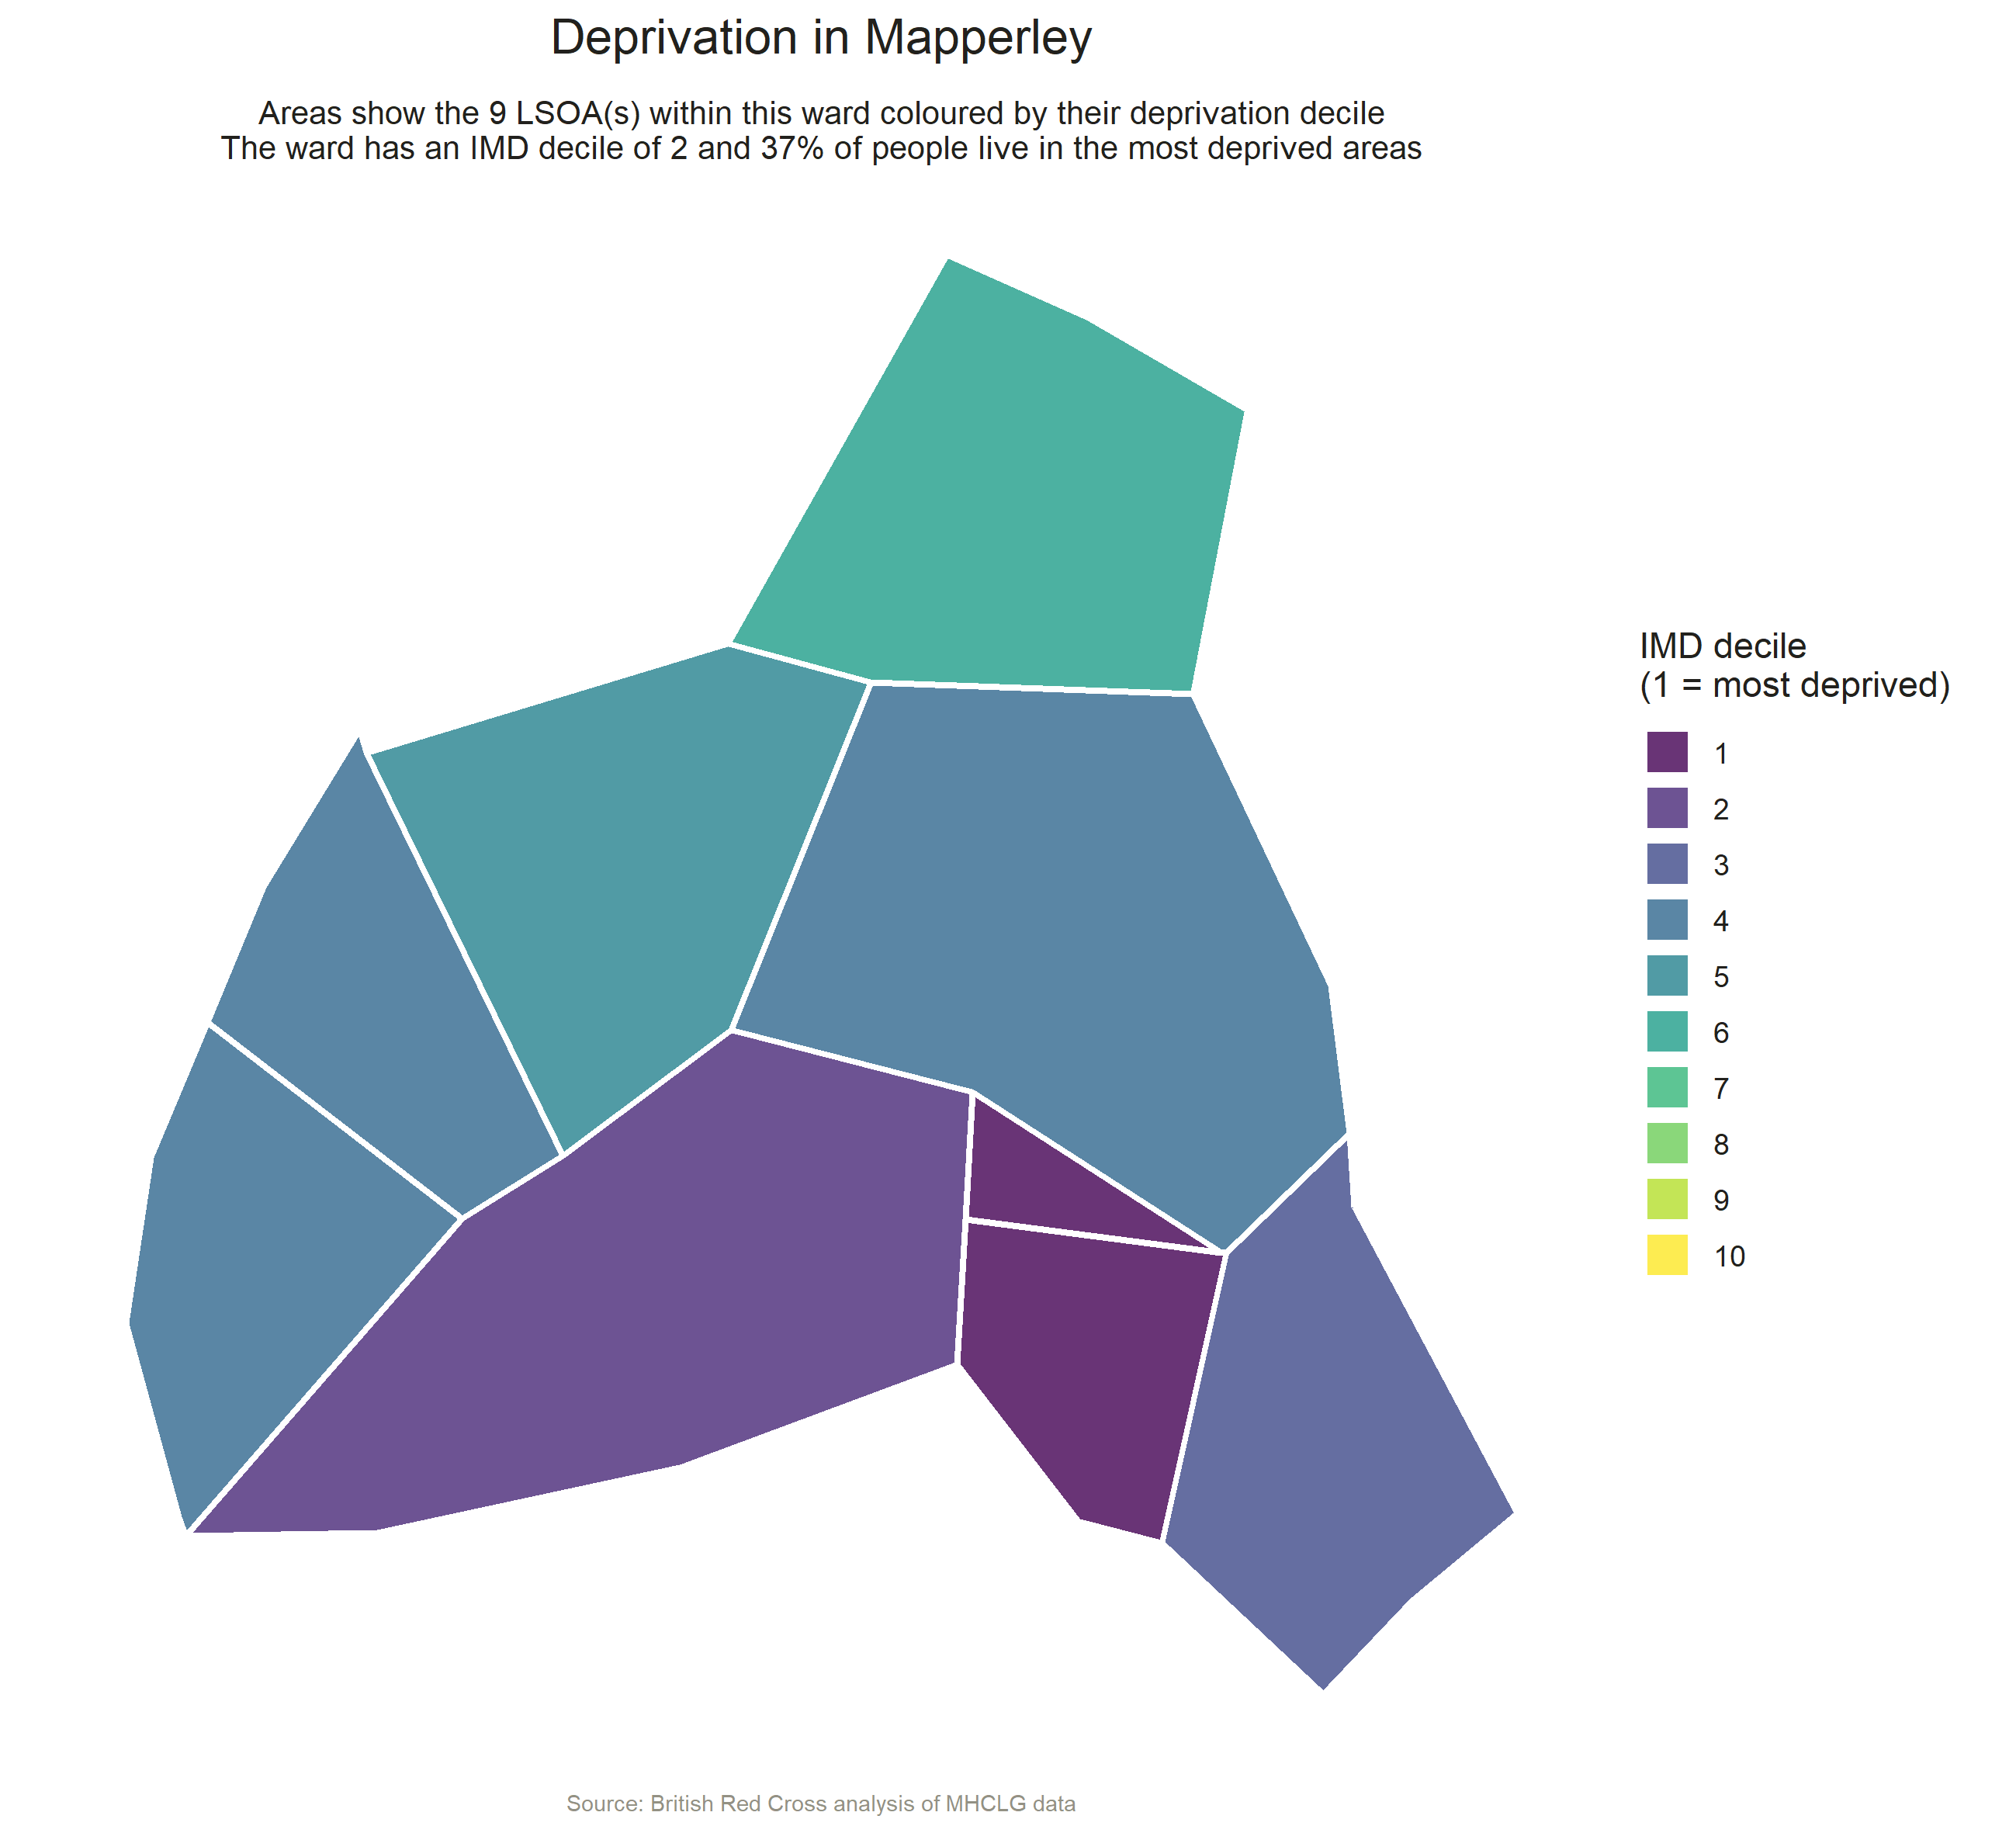 Deprivation in Mapperley
Areas show the 9 LSOA(s) within this ward coloured by their deprivation decile
The ward has an IMD decile of 2 and 37% of people live in the most deprived areas
IMD decile
(1 = most deprived)
1
2
3
4
5
6
7
8
9
10
Source: British Red Cross analysis of MHCLG data